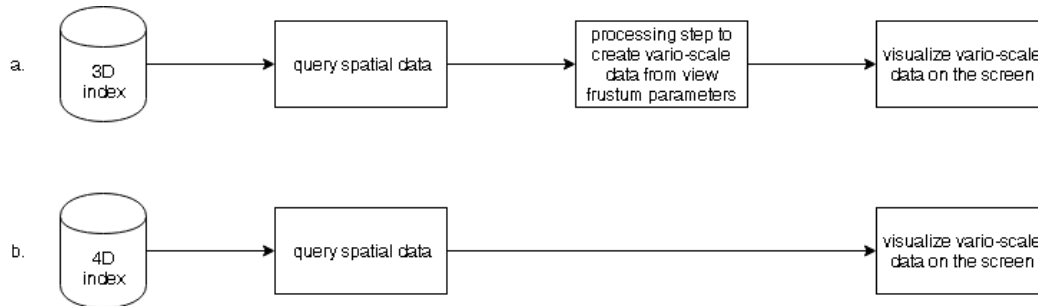 a.
3D
index
query spatial data
processing step to
create vario-scale
data from view
frustum parameters
visualize vario-scale
data on the screen
b.
4D
index
query spatial data
visualize vario-scale
data on the screen